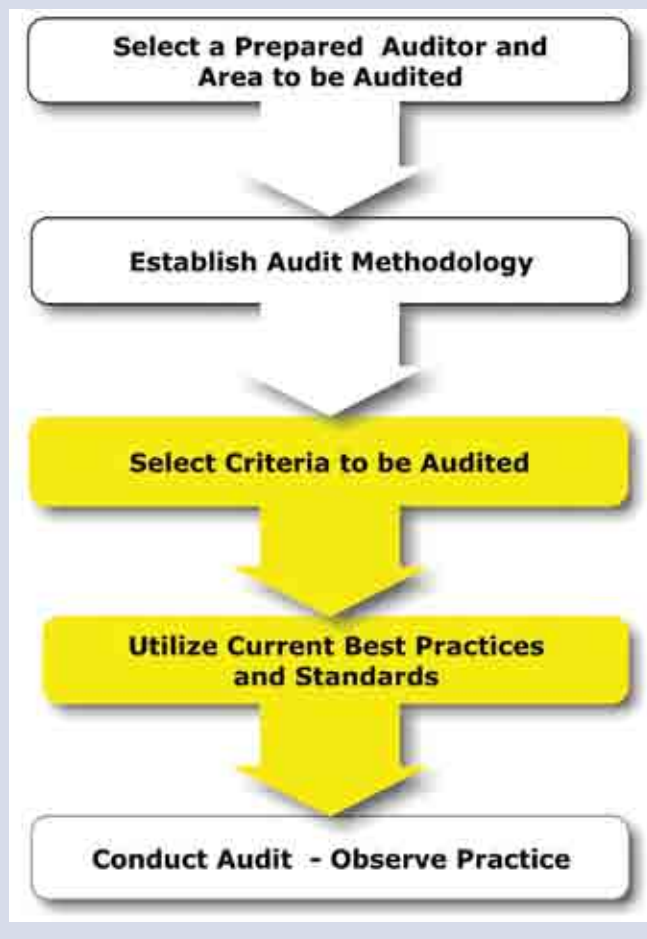 Select a Prepared Auditor and
Area to be Audited
Establish Audit Methodology
Select Criteria to be Audited
Utilize Current Best Practices
and Standards
Conduct Audit - Observe Practice